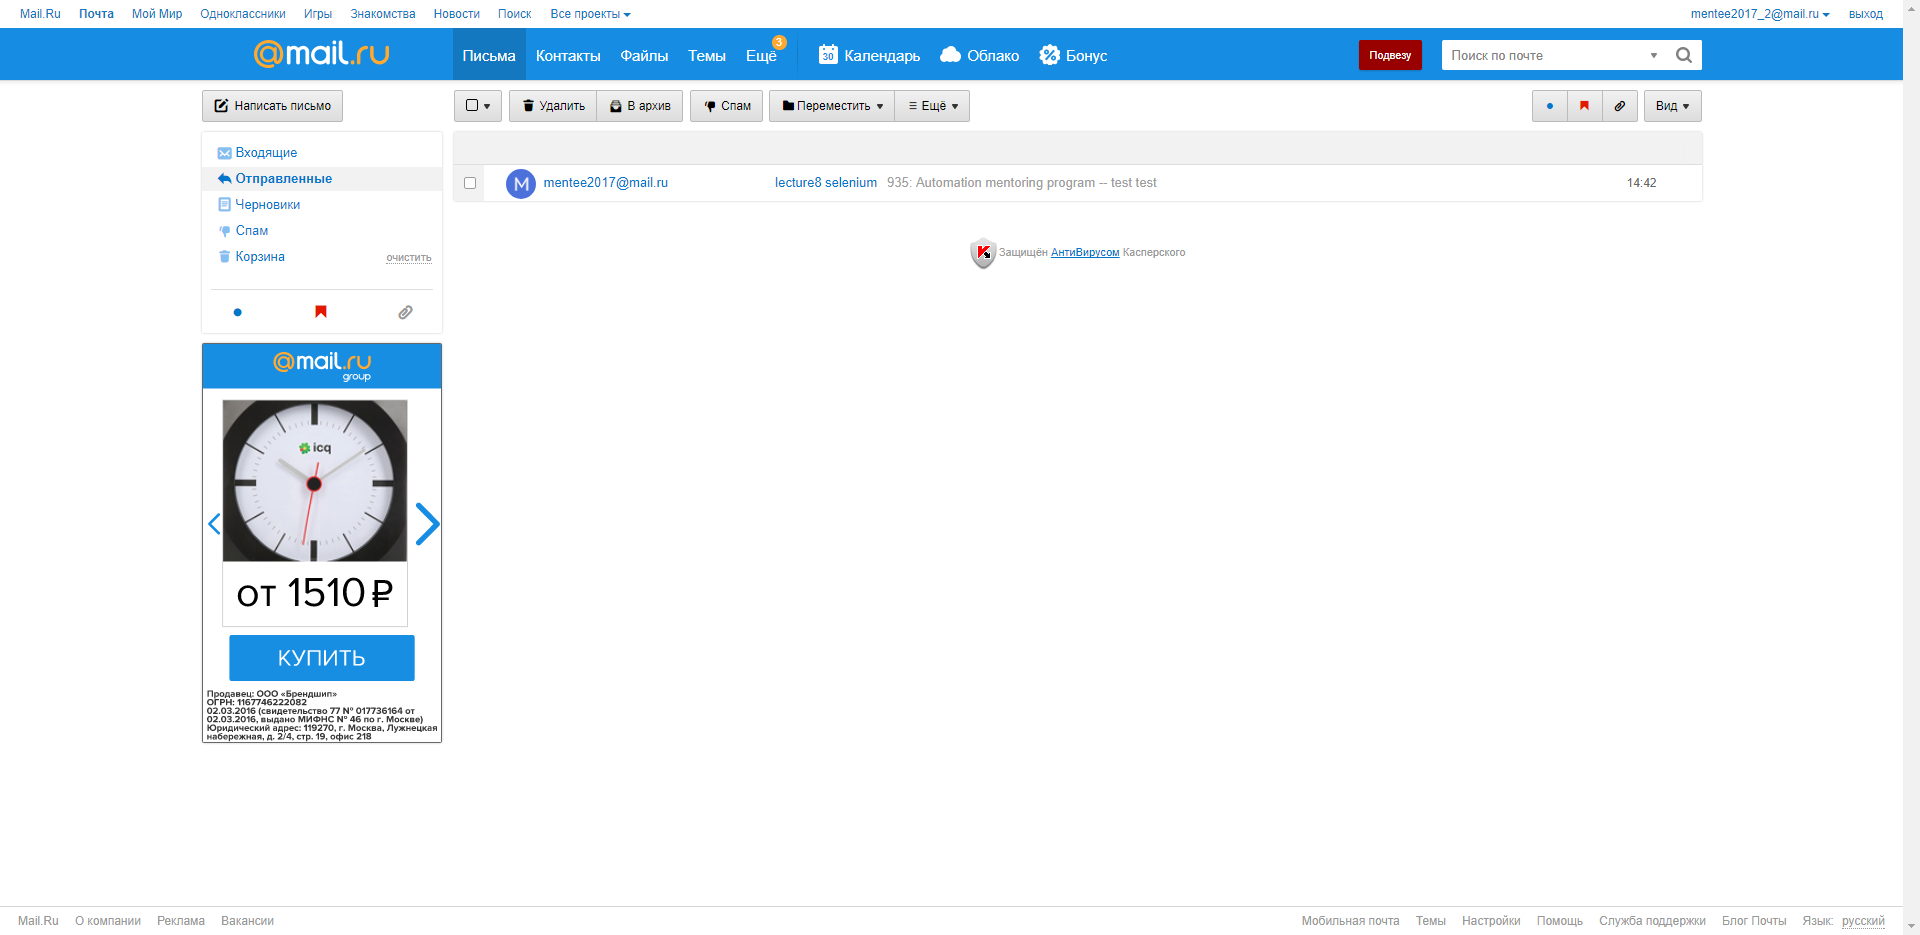 Mail.Ru Почта Мой Мир Одноклассники Игры Знакомства Новости Поиск Все проекты mentee2017_2@mail.ru выход
@mail.ru Письма Контакты Файлы Темы Ещё 3 30 Календарь Облако Бонус Подвезу Поиск по почте
Написать письмо Удалить В архив Спам Переместить Ещё Вид
Входящие
Отправленные
Черновики
Спам
Корзина очистить
M mentee2017@mail.ru lecture8 selenium 935: Automation mentoring program -- test test 14:42
Защищён АнтиВирусом Касперского
@mail.ru
group
icq
от 1510 ₽
КУПИТЬ
Продавец: ООО «Брендшип»
ОГРН: 1167746222082
02.03.2016 (свидетельство 77 № 017736164 от
02.03.2016, выдано МИФНС № 46 по г. Москве)
Юридический адрес: 119270, г. Москва, Лужнецкая
набережная, д. 2/4, стр. 19, офис 218
Mail.Ru О компании Реклама Вакансии Мобильная почта Темы Настройки Помощь Служба поддержки Блог Почты Язык: русский